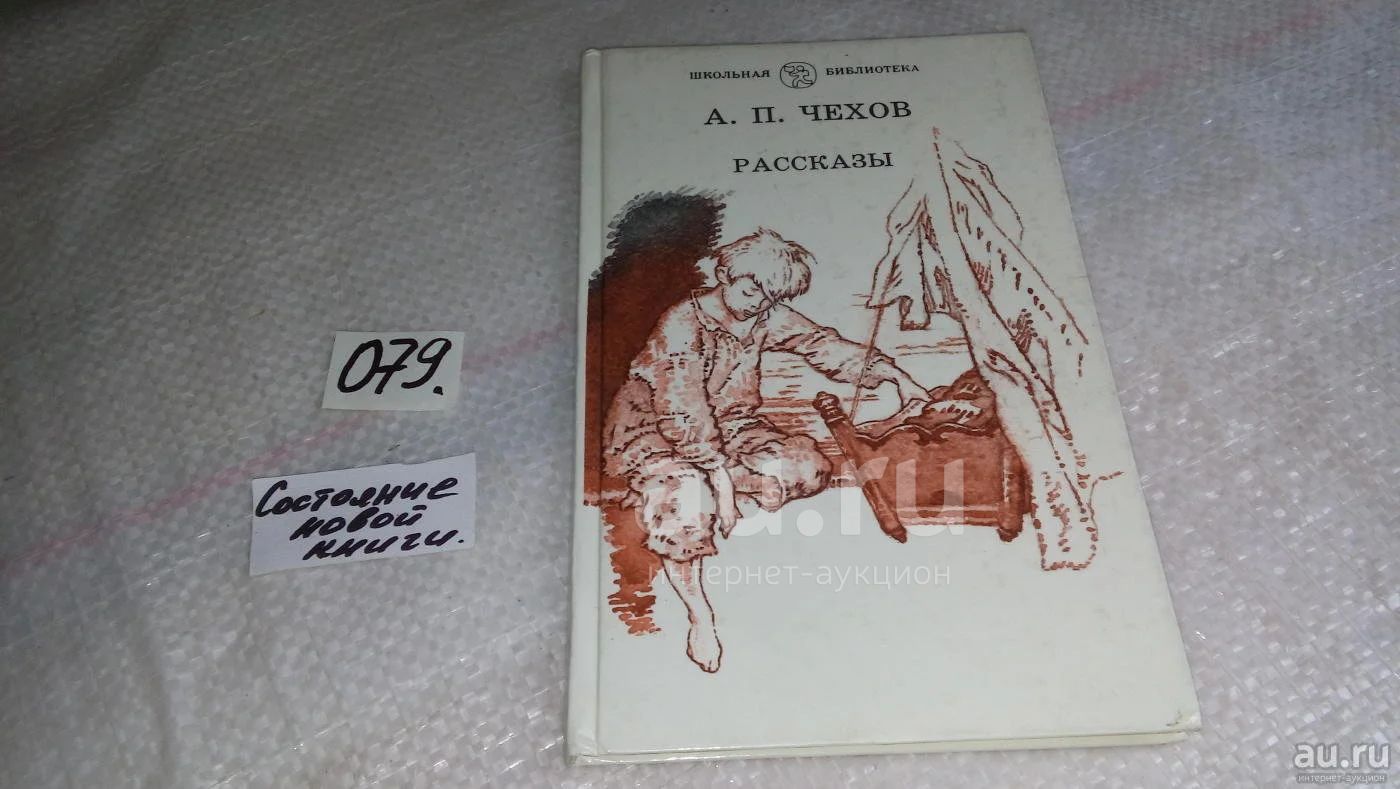 ШКОЛЬНАЯ БИБЛИОТЕКА
А. П. ЧЕХОВ
РАССКАЗЫ
079.
Состояние
новой
книги.
au.ru
интернет-аукцион
au.ru
интернет-аукцион